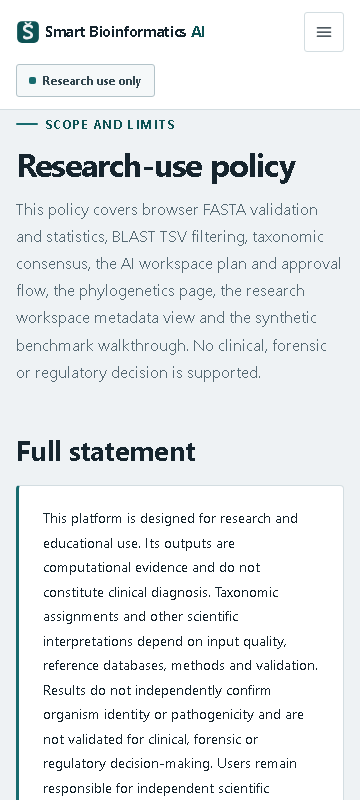 Š Smart Bioinformatics AI
Research use only
SCOPE AND LIMITS
Research-use policy
This policy covers browser FASTA validation
and statistics, BLAST TSV filtering, taxonomic
consensus, the AI workspace plan and approval
flow, the phylogenetics page, the research
workspace metadata view and the synthetic
benchmark walkthrough. No clinical, forensic
or regulatory decision is supported.
Full statement
This platform is designed for research and
educational use. Its outputs are
computational evidence and do not
constitute clinical diagnosis. Taxonomic
assignments and other scientific
interpretations depend on input quality,
reference databases, methods and validation.
Results do not independently confirm
organism identity or pathogenicity and are
not validated for clinical, forensic or
regulatory decision-making. Users remain
responsible for independent scientific